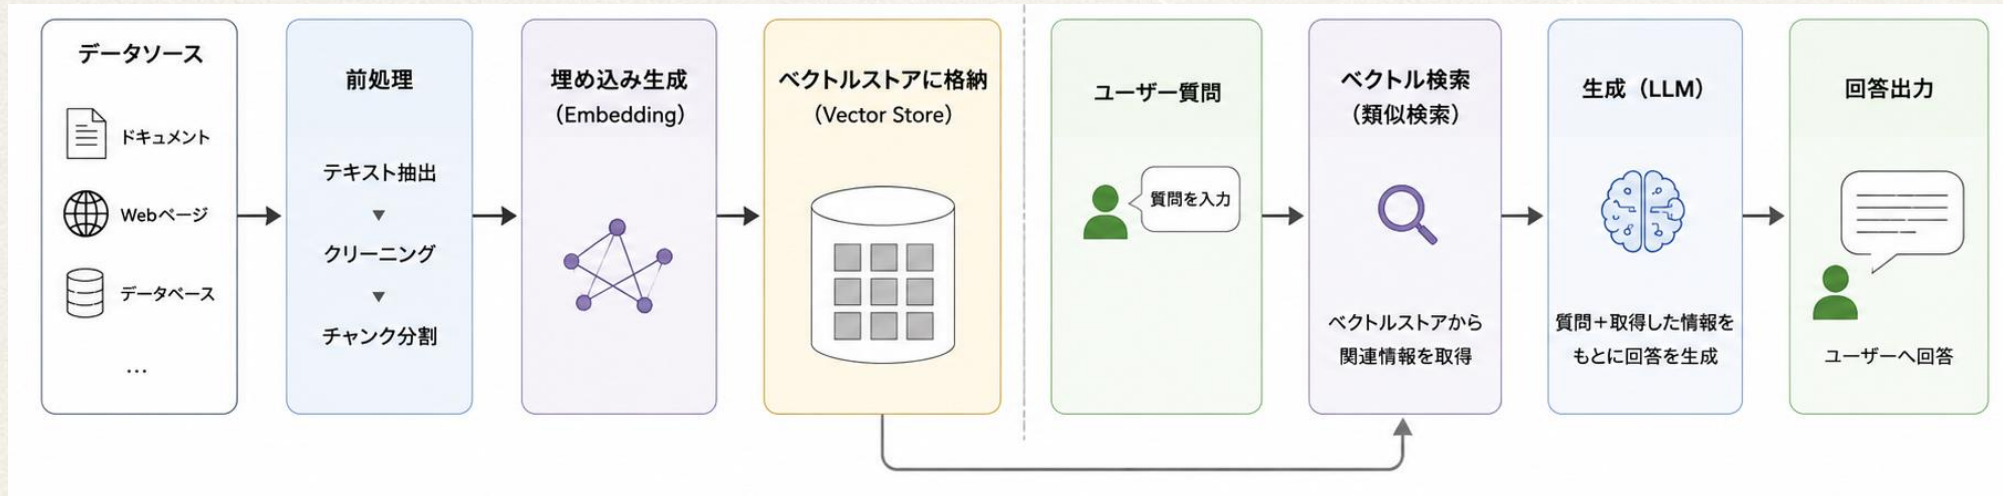 データソース
ドキュメント
Webページ
データベース
…
前処理
テキスト抽出
クリーニング
チャンク分割
埋め込み生成
(Embedding)
ベクトルストアに格納
(Vector Store)
ユーザー質問
質問を入力
ベクトル検索
(類似検索)
ベクトルストアから
関連情報を取得
生成（LLM）
質問＋取得した情報を
もとに回答を生成
回答出力
ユーザーへ回答